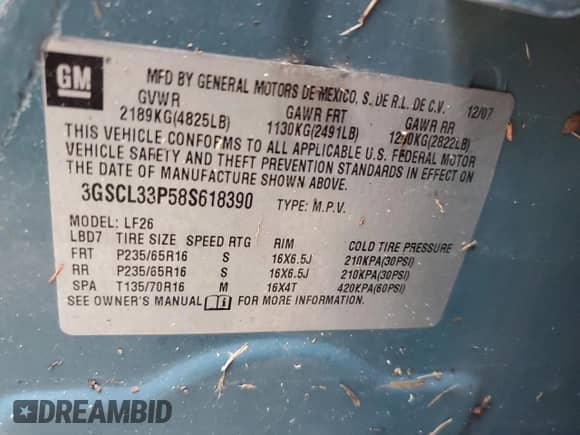 GM
MFD BY GENERAL MOTORS DE MEXICO, S. DE R.L. DE C.V. 12/07
GVWR GAWR FRT GAWR RR
2189KG(4825LB) 1130KG(2491LB) 1280KG(2822LB)
THIS VEHICLE CONFORMS TO ALL APPLICABLE U.S. FEDERAL MOTOR
VEHICLE SAFETY AND THEFT PREVENTION STANDARDS IN EFFECT ON
THE DATE OF MANUFACTURE SHOWN ABOVE.
3GSCL33P58S618390 TYPE: M.P.V.
MODEL: LF26
LBD7 TIRE SIZE SPEED RTG RIM COLD TIRE PRESSURE
FRT P235/65R16 S 16X6.5J 210KPA(30PSI)
RR P235/65R16 S 16X6.5J 210KPA(30PSI)
SPA T135/70R16 M 16X4T 420KPA(60PSI)
SEE OWNER'S MANUAL FOR MORE INFORMATION.
DREAMBID